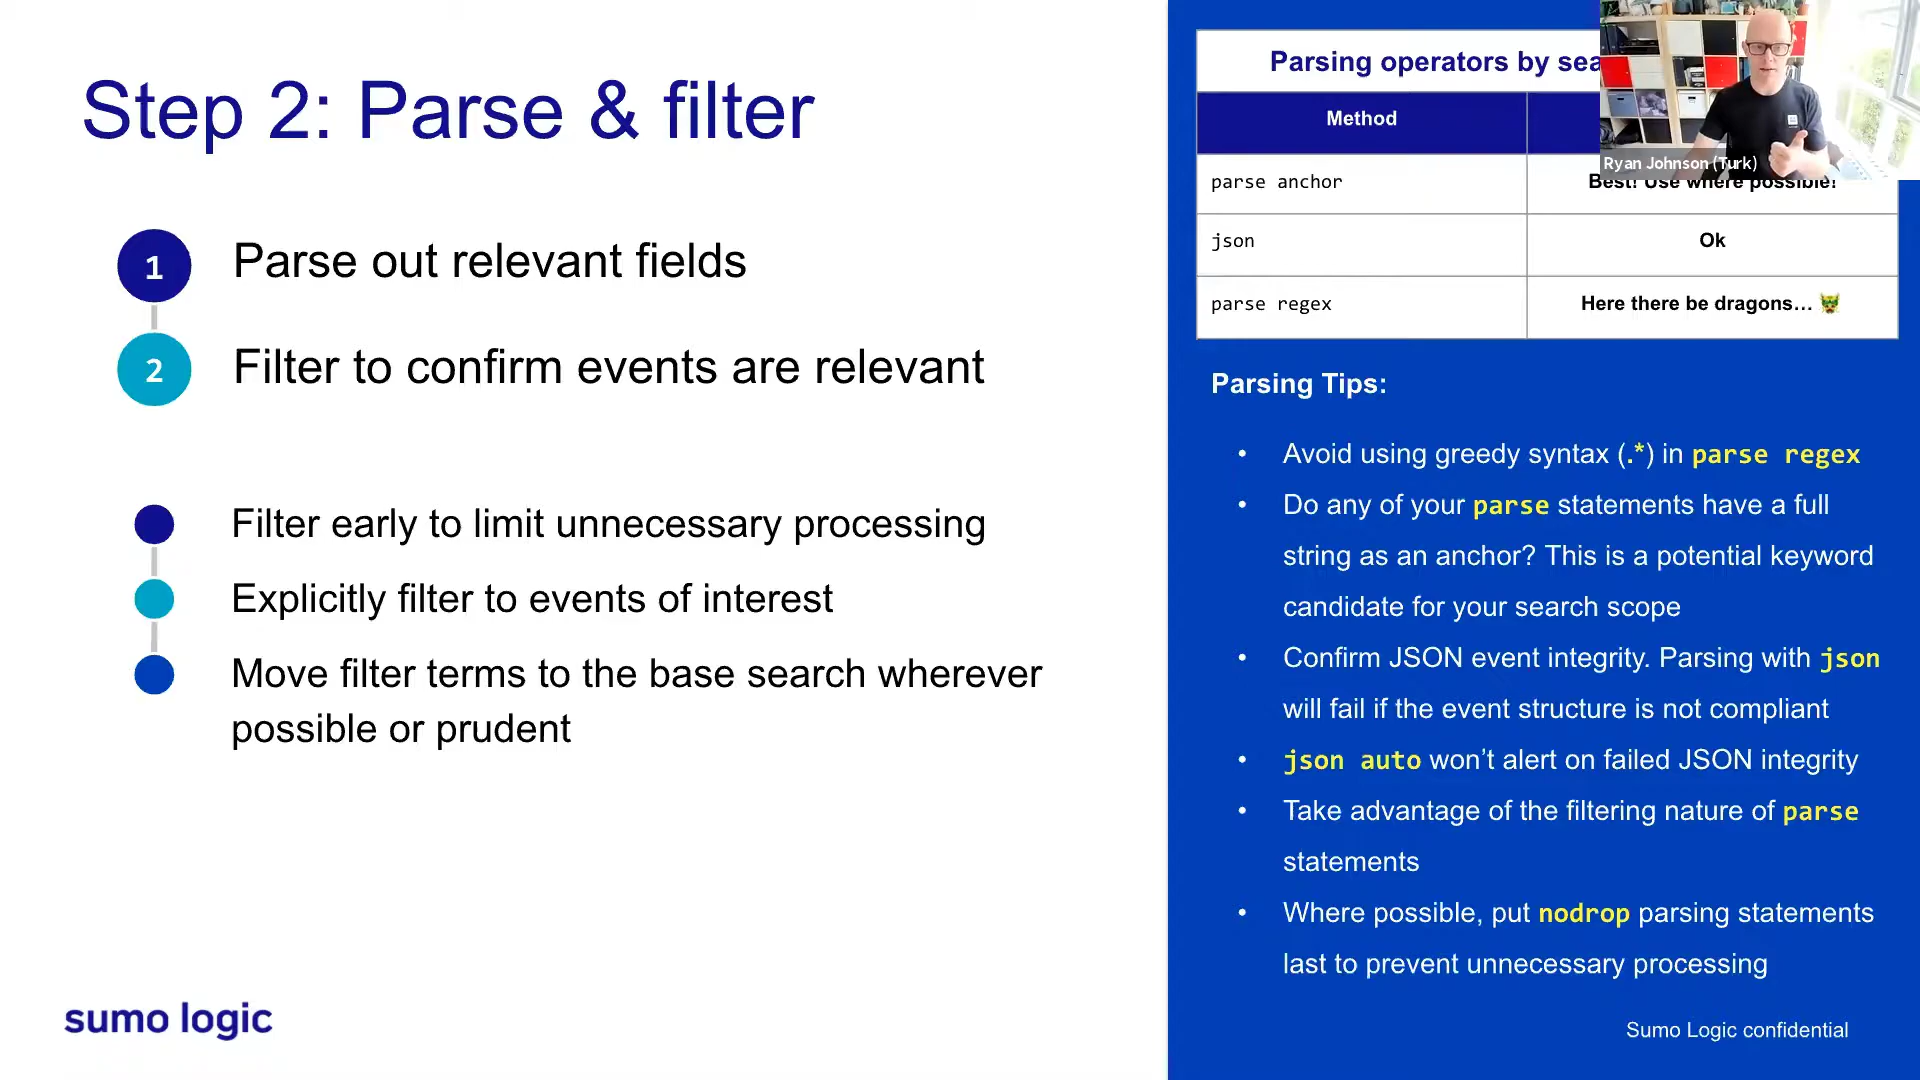 Step 2: Parse & filter
1 Parse out relevant fields
2 Filter to confirm events are relevant
Filter early to limit unnecessary processing
Explicitly filter to events of interest
Move filter terms to the base search wherever
possible or prudent
sumo logic
Parsing operators by
Method
parse anchor Best! Use where possible!
json Ok
parse regex Here there be dragons… 🐲
Ryan Johnson (Turk)
Parsing Tips:
• Avoid using greedy syntax (.*) in parse regex
• Do any of your parse statements have a full
string as an anchor? This is a potential keyword
candidate for your search scope
• Confirm JSON event integrity. Parsing with json
will fail if the event structure is not compliant
• json auto won’t alert on failed JSON integrity
• Take advantage of the filtering nature of parse
statements
• Where possible, put nodrop parsing statements
last to prevent unnecessary processing
Sumo Logic confidential